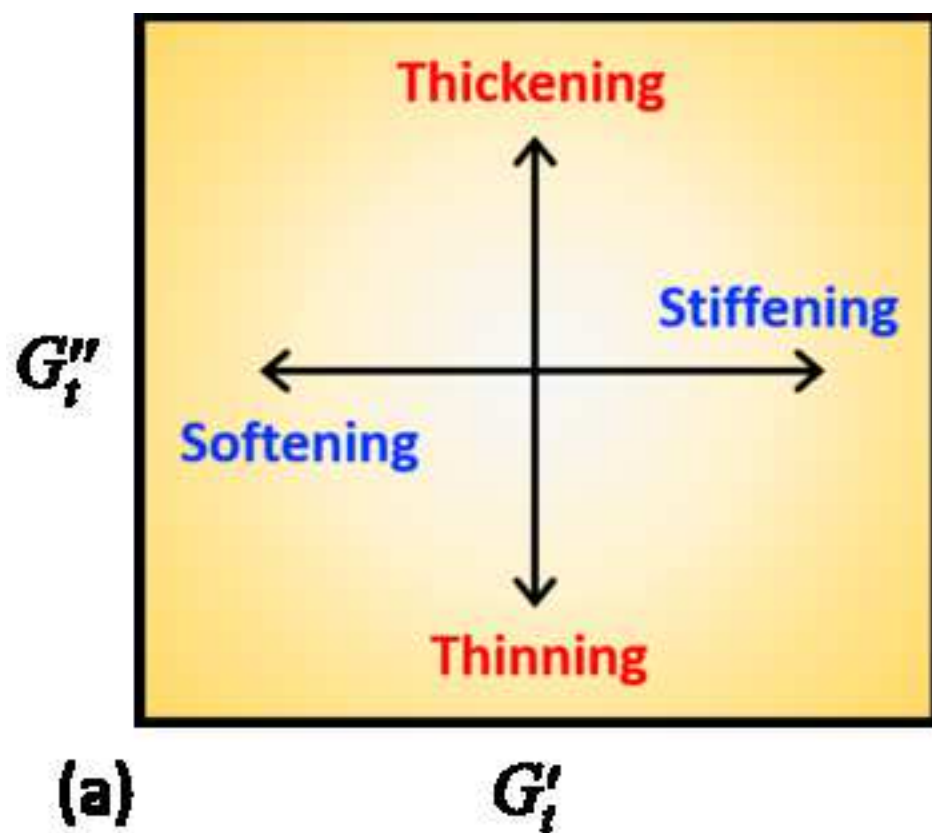 Thickening
Stiffening
G″ₜ
Softening
Thinning
(a)
G′ₜ